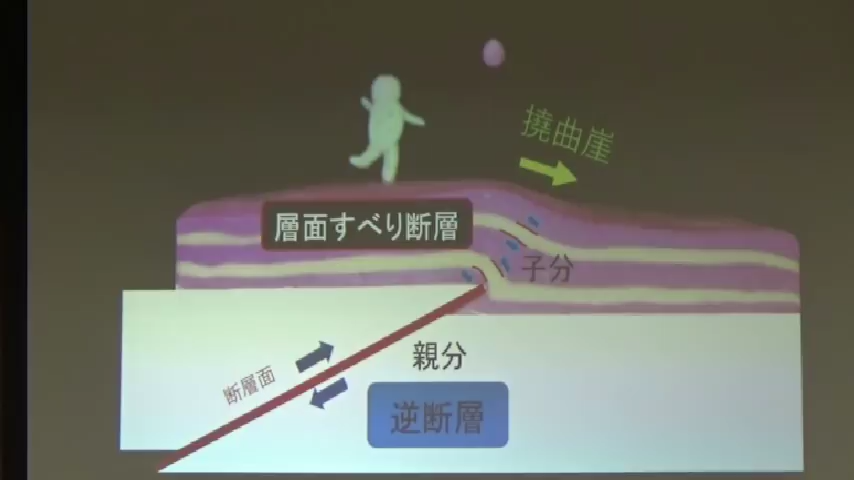 撓曲崖
層面すべり断層
子分
親分
断層面
逆断層